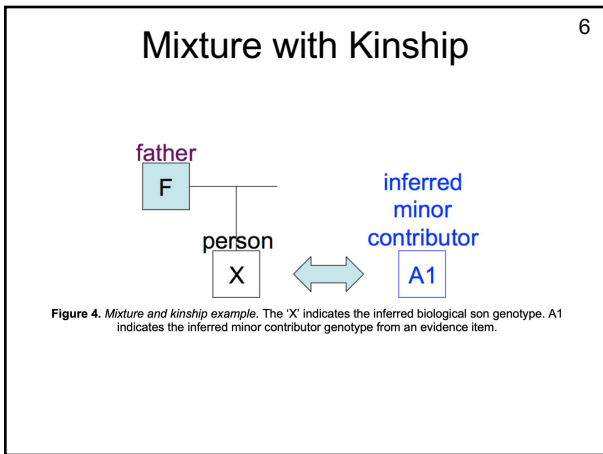 6
Mixture with Kinship
father
F
inferred
minor
contributor
person
X
A1
Figure 4. Mixture and kinship example. The 'X' indicates the inferred biological son genotype. A1
indicates the inferred minor contributor genotype from an evidence item.